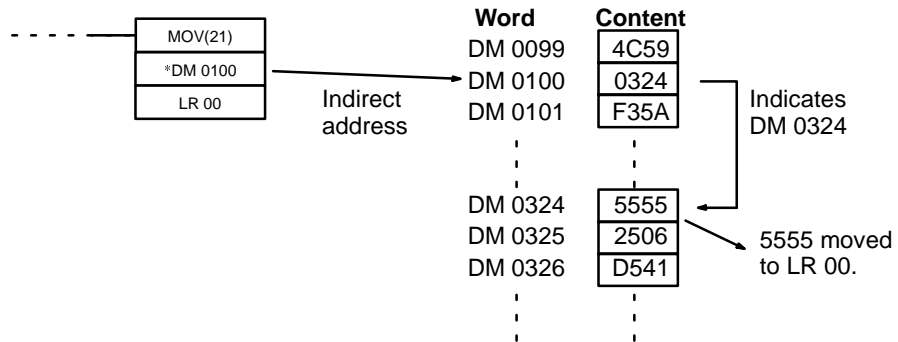 MOV(21)
*DM 0100
LR 00
Indirect
address
Word Content
DM 0099 4C59
DM 0100 0324
DM 0101 F35A
Indicates
DM 0324
DM 0324 5555
DM 0325 2506
DM 0326 D541
5555 moved
to LR 00.